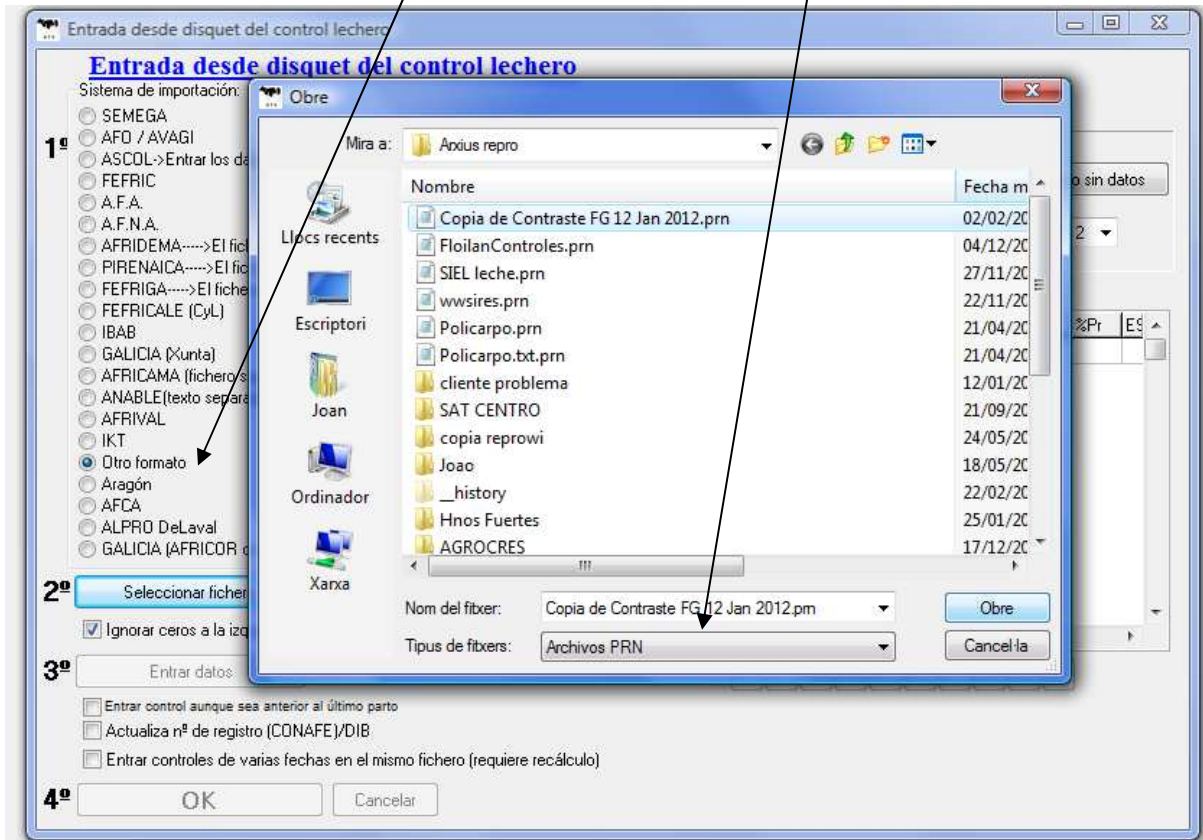 Entrada desde disquet del control lechero
Entrada desde disquet del control lechero
Sistema de importación:
1º
SEMEGA
AFO / AVAGI
ASCOL->Entrar los da
FEFRIC
A.F.A.
A.F.N.A.
AFRIDEMA----->El fich
PIRENAICA----->El fic
FEFRIGA----->El fiche
FEFRICALE (CyL)
IBAB
GALICIA (Xunta)
AFRICAMA (fichero s
ANABLE(texto separa
AFRIVAL
IKT
Otro formato
Aragón
AFCA
ALPRO DeLaval
GALICIA (AFRICOR
2º Seleccionar ficher
Ignorar ceros a la izq
3º Entrar datos
Entrar control aunque sea anterior al último parto
Actualiza nº de registro (CONAFE)/DIB
Entrar controles de varias fechas en el mismo fichero (requiere recálculo)
4º OK Cancelar
Obre
Mira a: Arxius repro
Llocs recents
Escriptori
Joan
Ordinador
Xarxa
Nombre Fecha m
Copia de Contraste FG 12 Jan 2012.prn 02/02/20
FloilanControles.prn 04/12/20
SIEL leche.prn 27/11/20
wwsires.prn 22/11/20
Policarpo.prn 21/04/20
Policarpo.txt.prn 21/04/20
cliente problema 12/01/20
SAT CENTRO 21/09/20
copia reprowi 24/05/20
Joao 18/05/20
__history 22/02/20
Hnos Fuertes 25/01/20
AGROCRES 17/12/20
Nom del fitxer: Copia de Contraste FG 12 Jan 2012.prn Obre
Tipus de fitxers: Archivos PRN Cancel·la
o sin datos
2
%Pr ES